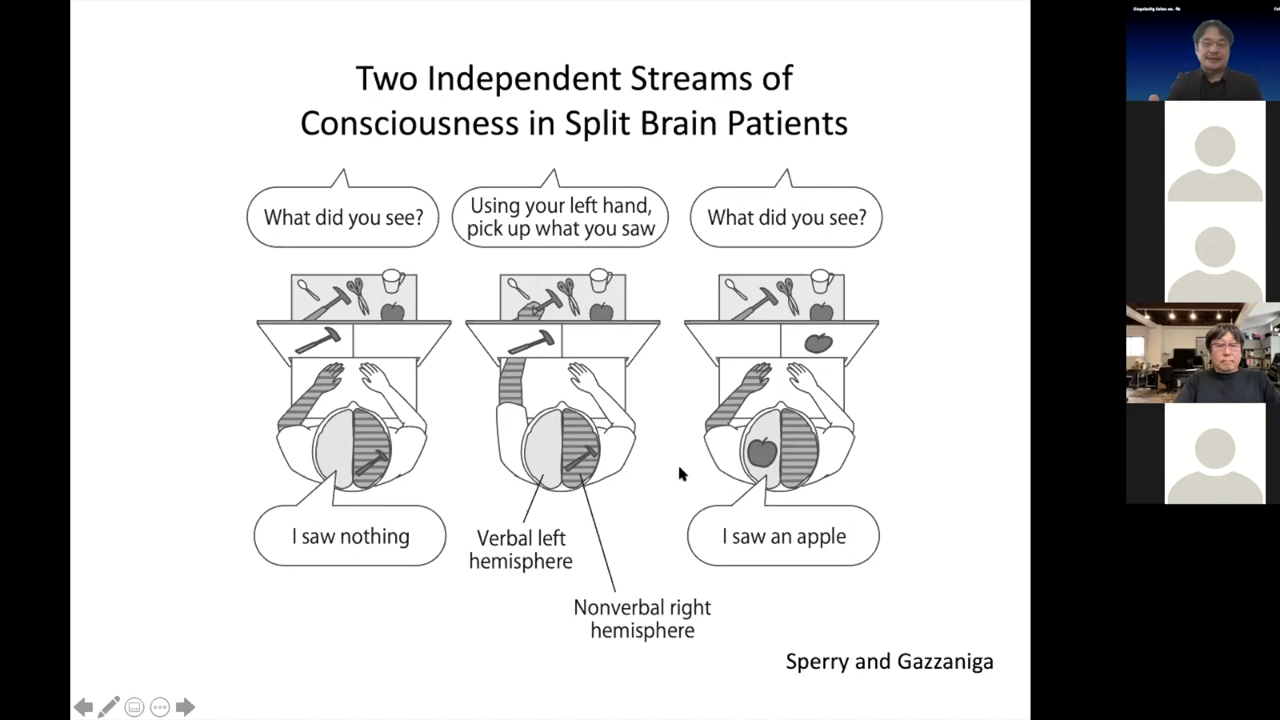 Two Independent Streams of
Consciousness in Split Brain Patients
What did you see?
Using your left hand,
pick up what you saw
What did you see?
I saw nothing
Verbal left
hemisphere
Nonverbal right
hemisphere
I saw an apple
Sperry and Gazzaniga